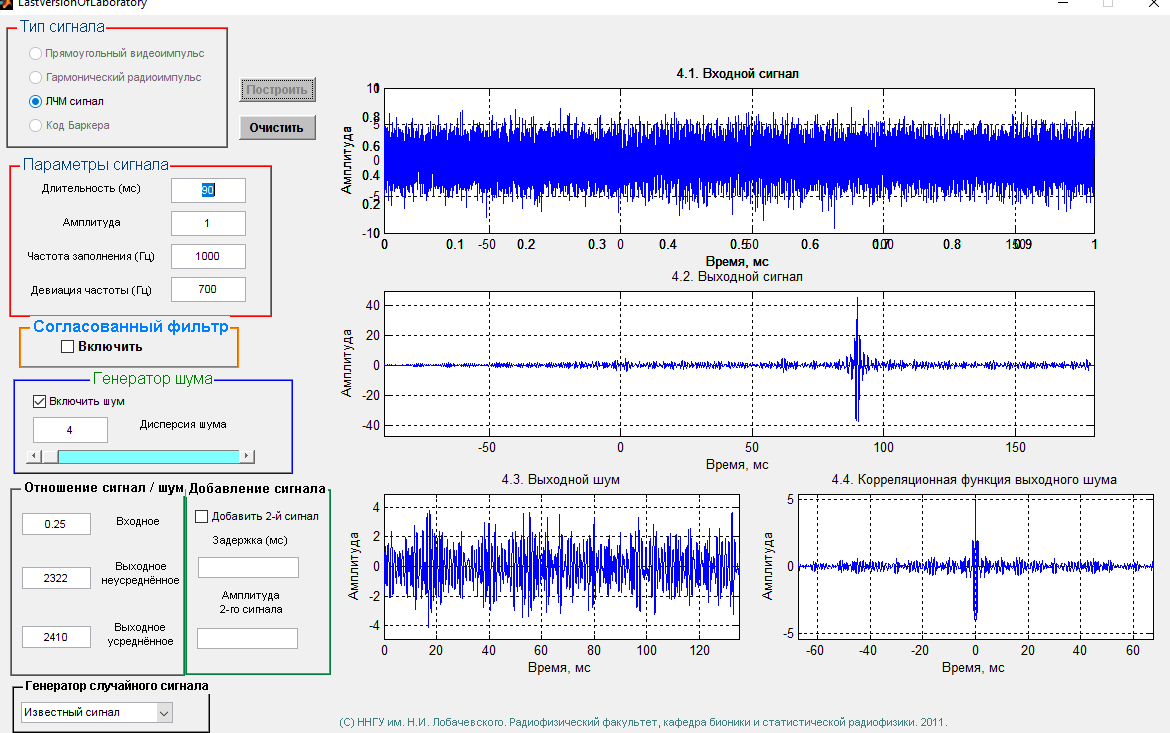 LastVersionOfLaboratory
Тип сигнала
Прямоугольный видеоимпульс
Гармонический радиоимпульс
ЛЧМ сигнал
Код Баркера
Построить
Очистить
Параметры сигнала
Длительность (мс)
90
Амплитуда
1
Частота заполнения (Гц)
1000
Девиация частоты (Гц)
700
Согласованный фильтр
Включить
Генератор шума
Включить шум
4
Дисперсия шума
Отношение сигнал / шум
0.25
Входное
2322
Выходное
неусреднённое
2410
Выходное
усреднённое
Добавление сигнала
Добавить 2-й сигнал
Задержка (мс)
Амплитуда
2-го сигнала
Генератор случайного сигнала
Известный сигнал
4.1. Входной сигнал
Амплитуда
0.8
0.6
0
0.4
0.2
-10
0 0.1 -50 0.2 0.3 0 0.4 0.5 0.6 0.7 0.8 0.9 1
Время, мс
4.2. Выходной сигнал
Амплитуда
40
20
0
-20
-40
-50 0 50 100 150
Время, мс
4.3. Выходной шум
Амплитуда
4
2
0
-2
-4
0 20 40 60 80 100 120
Время, мс
4.4. Корреляционная функция выходного шума
Амплитуда
5
0
-5
-60 -40 -20 0 20 40 60
Время, мс
(C) ННГУ им. Н.И. Лобачевского. Радиофизический факультет, кафедра бионики и статистической радиофизики. 2011.